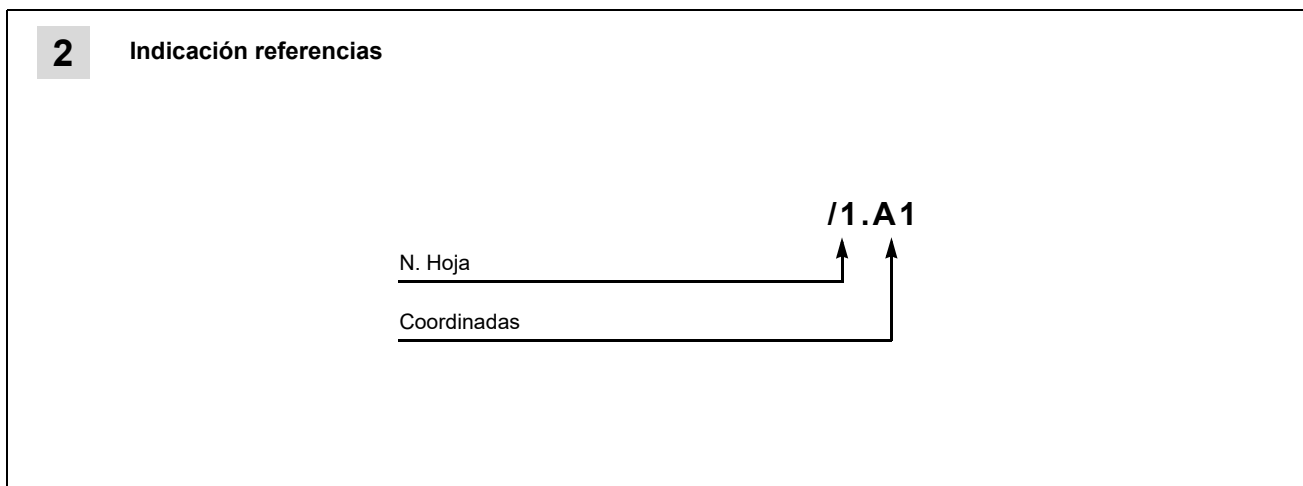 2
Indicación referencias
/1.A1
N. Hoja
Coordinadas